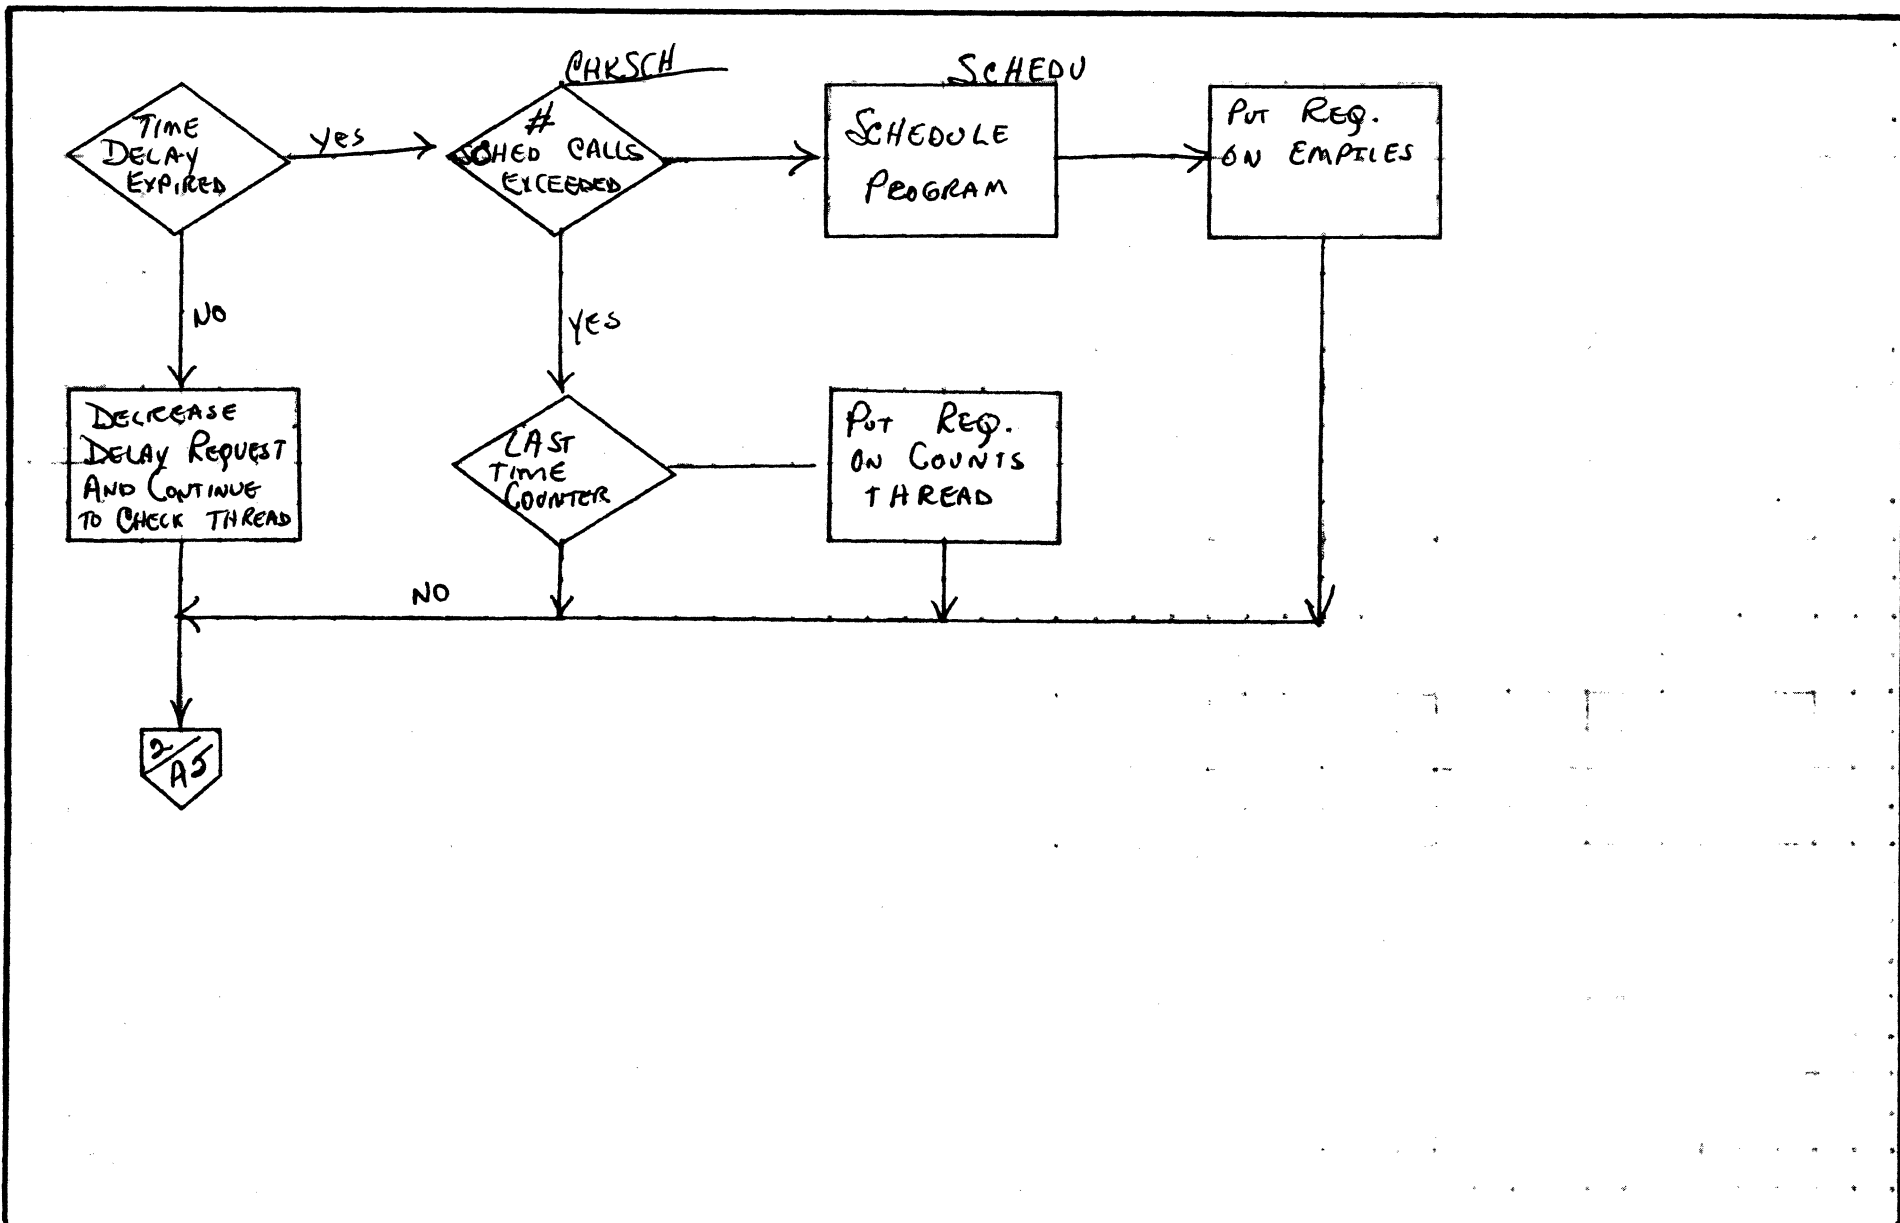 CHKSCH
SCHEDU
TIME
DELAY
EXPIRED
YES
#
SCHED CALLS
EXCEEDED
SCHEDULE
PROGRAM
PUT REQ.
ON EMPILES
NO
YES
DECREASE
DELAY REQUEST
AND CONTINUE
TO CHECK THREAD
LAST
TIME
COUNTER
PUT REQ.
ON COUNTS
THREAD
NO
2/A5